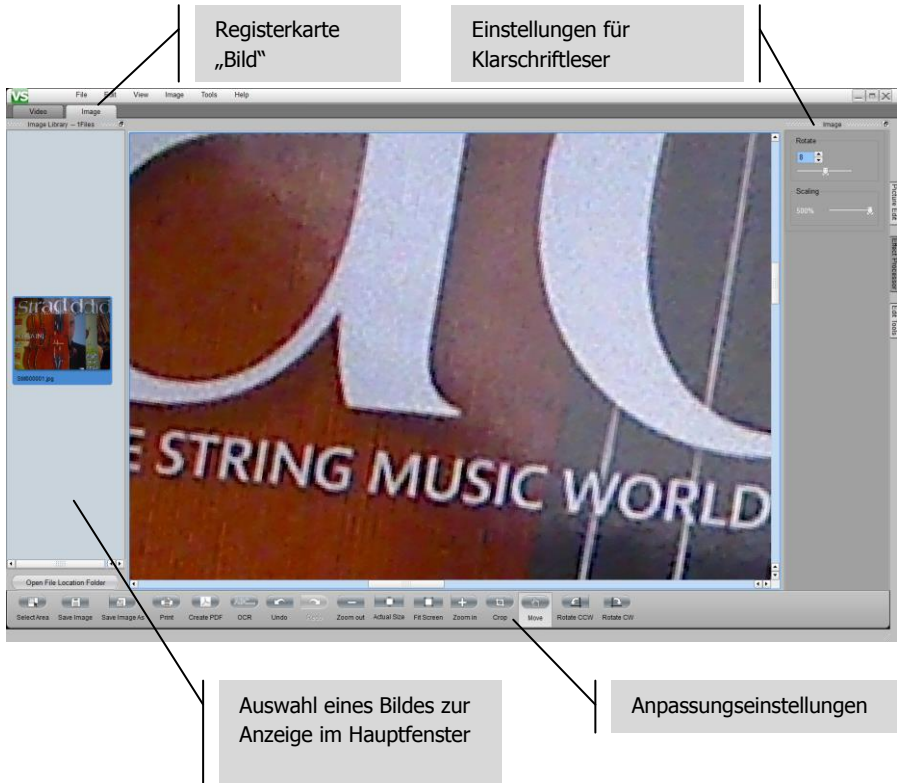 Registerkarte
„Bild“
Einstellungen für
Klarschriftleser
VS
File Edit View Image Tools Help
Video Image
Image Library -- 1Files
Image
Rotate
Scaling
500%
Picture Edit
Effect Processor
Edit Tools
E STRING MUSIC WORLD
Open File Location Folder
Select Area Save Image Save Image As Print Create PDF OCR Undo Zoom out Actual Size Fit Screen Zoom in Crop Move Rotate CCW Rotate CW
Auswahl eines Bildes zur
Anzeige im Hauptfenster
Anpassungseinstellungen